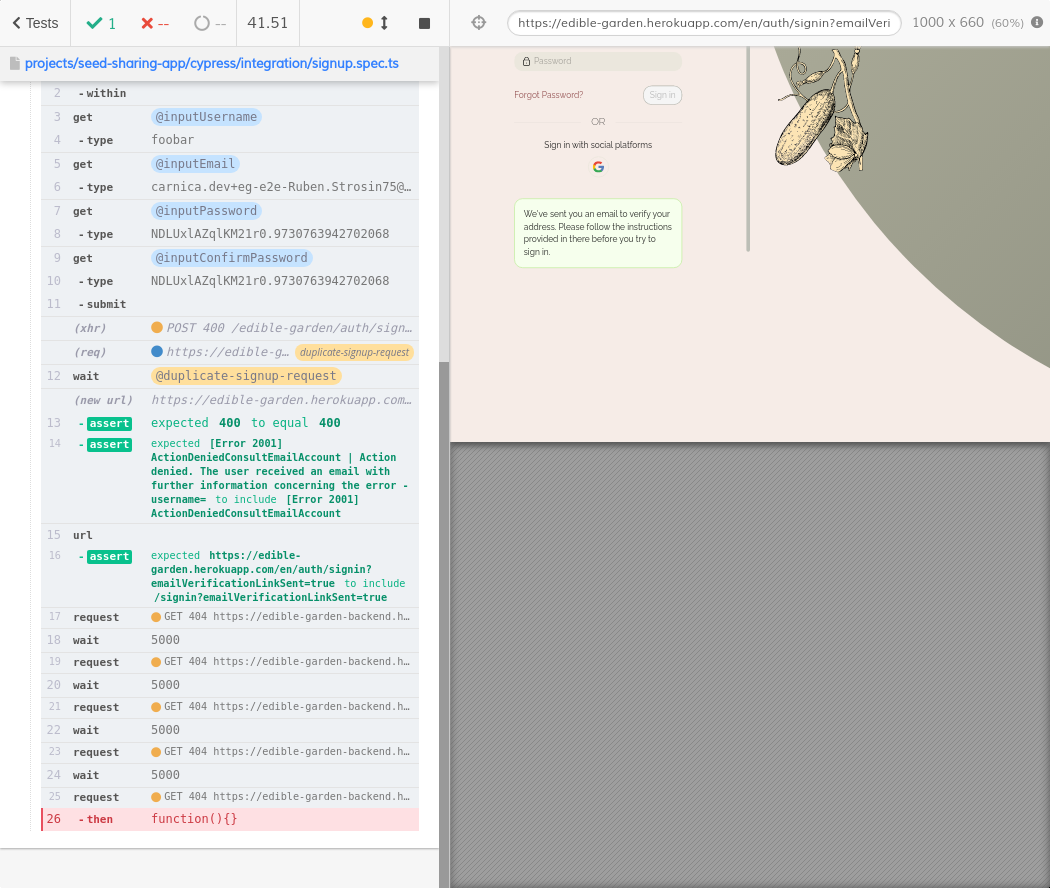 Tests
1
--
--
41.51
https://edible-garden.herokuapp.com/en/auth/signin?emailVeri
1000 x 660 (60%)
projects/seed-sharing-app/cypress/integration/signup.spec.ts
2 -within
3 get @inputUsername
4 -type foobar
5 get @inputEmail
6 -type carnica.dev+eg-e2e-Ruben.Strosin75@…
7 get @inputPassword
8 -type NDLUxlAZqlKM21r0.9730763942702068
9 get @inputConfirmPassword
10 -type NDLUxlAZqlKM21r0.9730763942702068
11 -submit
(xhr) POST 400 /edible-garden/auth/sign…
(req) https://edible-g… duplicate-signup-request
12 wait @duplicate-signup-request
(new url) https://edible-garden.herokuapp.com…
13 -assert expected 400 to equal 400
14 -assert expected [Error 2001]
ActionDeniedConsultEmailAccount | Action
denied. The user received an email with
further information concerning the error -
username= to include [Error 2001]
ActionDeniedConsultEmailAccount
15 url
16 -assert expected https://edible-
garden.herokuapp.com/en/auth/signin?
emailVerificationLinkSent=true to include
/signin?emailVerificationLinkSent=true
17 request GET 404 https://edible-garden-backend.h…
18 wait 5000
19 request GET 404 https://edible-garden-backend.h…
20 wait 5000
21 request GET 404 https://edible-garden-backend.h…
22 wait 5000
23 request GET 404 https://edible-garden-backend.h…
24 wait 5000
25 request GET 404 https://edible-garden-backend.h…
26 -then function(){}
Password
Forgot Password?
Sign in
OR
Sign in with social platforms
We've sent you an email to verify your
address. Please follow the instructions
provided in there before you try to
sign in.